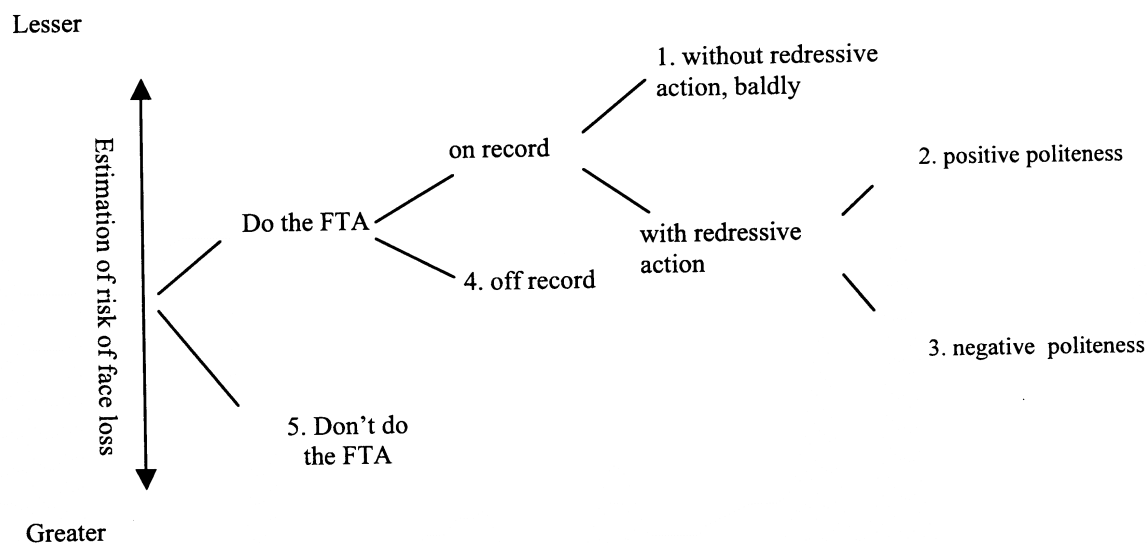 Lesser
1. without redressive
action, baldly
on record
2. positive politeness
Estimation of risk of face loss
Do the FTA
with redressive
action
4. off record
3. negative politeness
5. Don't do
the FTA
Greater